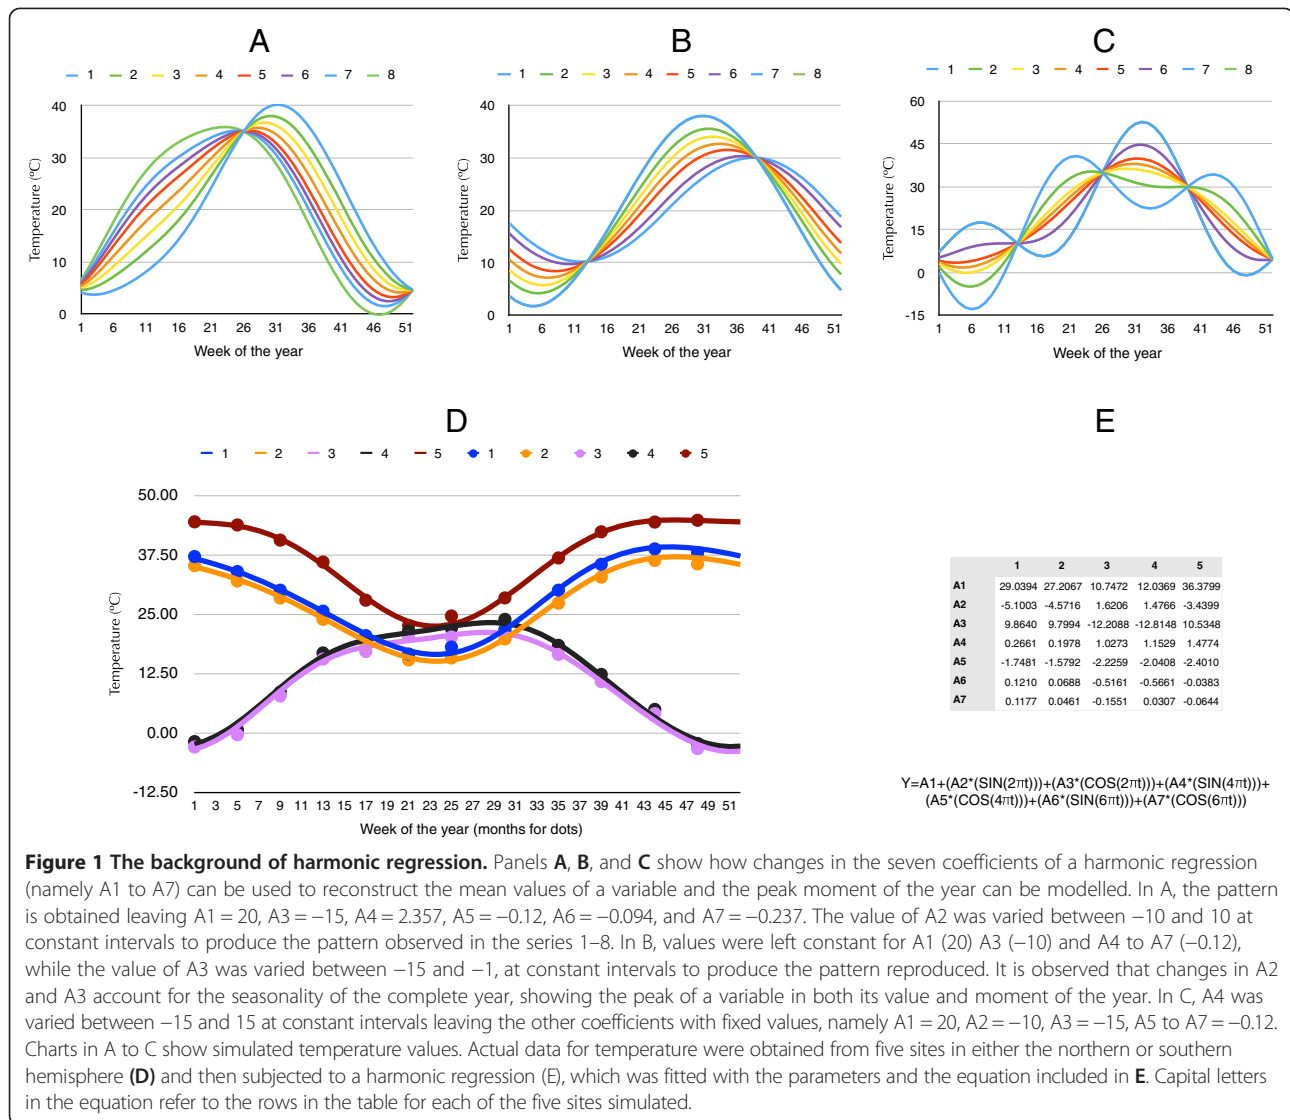 A
1 2 3 4 5 6 7 8
40
30
20
10
0
Temperature (ºC)
1 6 11 16 21 26 31 36 41 46 51
Week of the year
B
1 2 3 4 5 6 7 8
40
30
20
10
0
Temperature (ºC)
1 6 11 16 21 26 31 36 41 46 51
Week of the year
C
1 2 3 4 5 6 7 8
60
45
30
15
0
-15
Temperature (ºC)
1 6 11 16 21 26 31 36 41 46 51
Week of the year
D
1 2 3 4 5 1 2 3 4 5
50.00
37.50
25.00
12.50
0.00
-12.50
Temperature (ºC)
1 3 5 7 9 11 13 15 17 19 21 23 25 27 29 31 33 35 37 39 41 43 45 47 49 51
Week of the year (months for dots)
E
1 2 3 4 5
A1 29.0394 27.2067 10.7472 12.0369 36.3799
A2 -5.1003 -4.5716 1.6206 1.4766 -3.4399
A3 9.8640 9.7994 -12.2088 -12.8148 10.5348
A4 0.2661 0.1978 1.0273 1.1529 1.4774
A5 -1.7481 -1.5792 -2.2259 -2.0408 -2.4010
A6 0.1210 0.0688 -0.5161 -0.5661 -0.0383
A7 0.1177 0.0461 -0.1551 0.0307 -0.0644
Y=A1+(A2*(SIN(2πt)))+(A3*(COS(2πt)))+(A4*(SIN(4πt)))+
(A5*(COS(4πt)))+(A6*(SIN(6πt)))+(A7*(COS(6πt)))
Figure 1 The background of harmonic regression. Panels A, B, and C show how changes in the seven coefficients of a harmonic regression
(namely A1 to A7) can be used to reconstruct the mean values of a variable and the peak moment of the year can be modelled. In A, the pattern
is obtained leaving A1 = 20, A3 = −15, A4 = 2.357, A5 = −0.12, A6 = −0.094, and A7 = −0.237. The value of A2 was varied between −10 and 10 at
constant intervals to produce the pattern observed in the series 1–8. In B, values were left constant for A1 (20) A3 (−10) and A4 to A7 (−0.12),
while the value of A3 was varied between −15 and −1, at constant intervals to produce the pattern reproduced. It is observed that changes in A2
and A3 account for the seasonality of the complete year, showing the peak of a variable in both its value and moment of the year. In C, A4 was
varied between −15 and 15 at constant intervals leaving the other coefficients with fixed values, namely A1 = 20, A2 = −10, A3 = −15, A5 to A7 = −0.12.
Charts in A to C show simulated temperature values. Actual data for temperature were obtained from five sites in either the northern or southern
hemisphere (D) and then subjected to a harmonic regression (E), which was fitted with the parameters and the equation included in E. Capital letters
in the equation refer to the rows in the table for each of the five sites simulated.